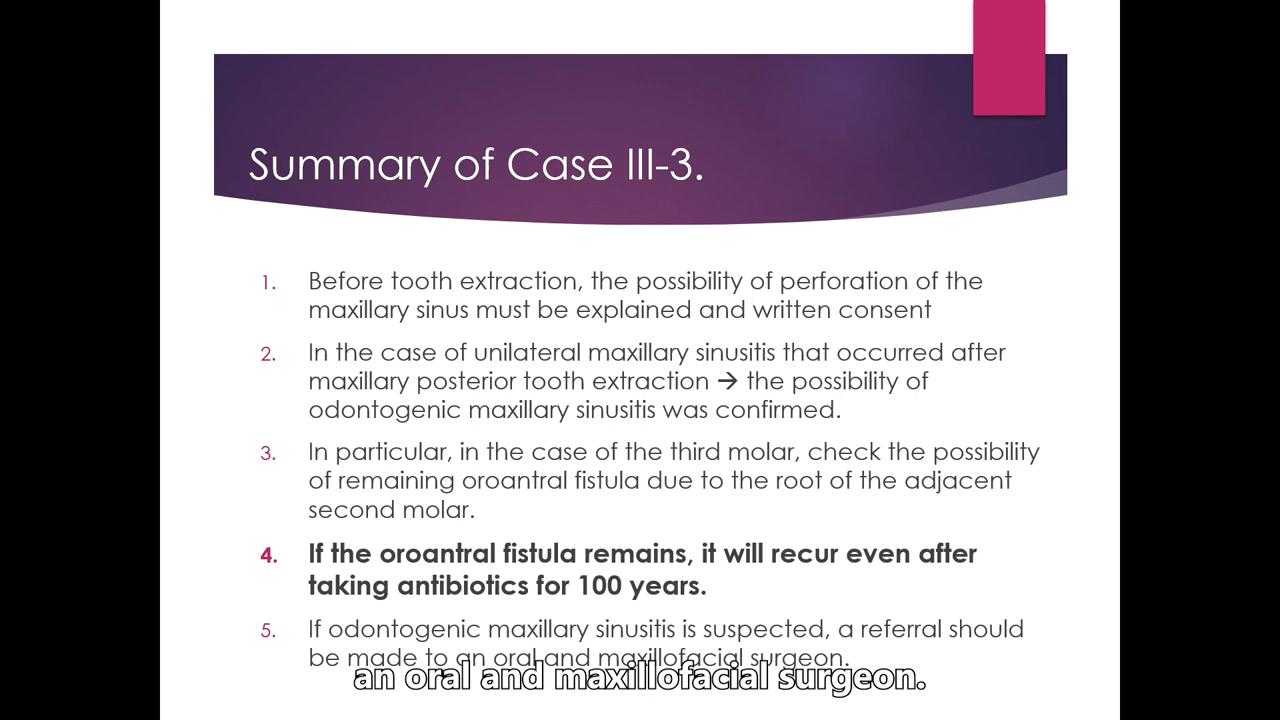 Summary of Case III-3.
1. Before tooth extraction, the possibility of perforation of the
maxillary sinus must be explained and written consent
2. In the case of unilateral maxillary sinusitis that occurred after
maxillary posterior tooth extraction → the possibility of
odontogenic maxillary sinusitis was confirmed.
3. In particular, in the case of the third molar, check the possibility
of remaining oroantral fistula due to the root of the adjacent
second molar.
4. If the oroantral fistula remains, it will recur even after
taking antibiotics for 100 years.
5. If odontogenic maxillary sinusitis is suspected, a referral should
be made to an oral and maxillofacial surgeon.
an oral and maxillofacial surgeon.